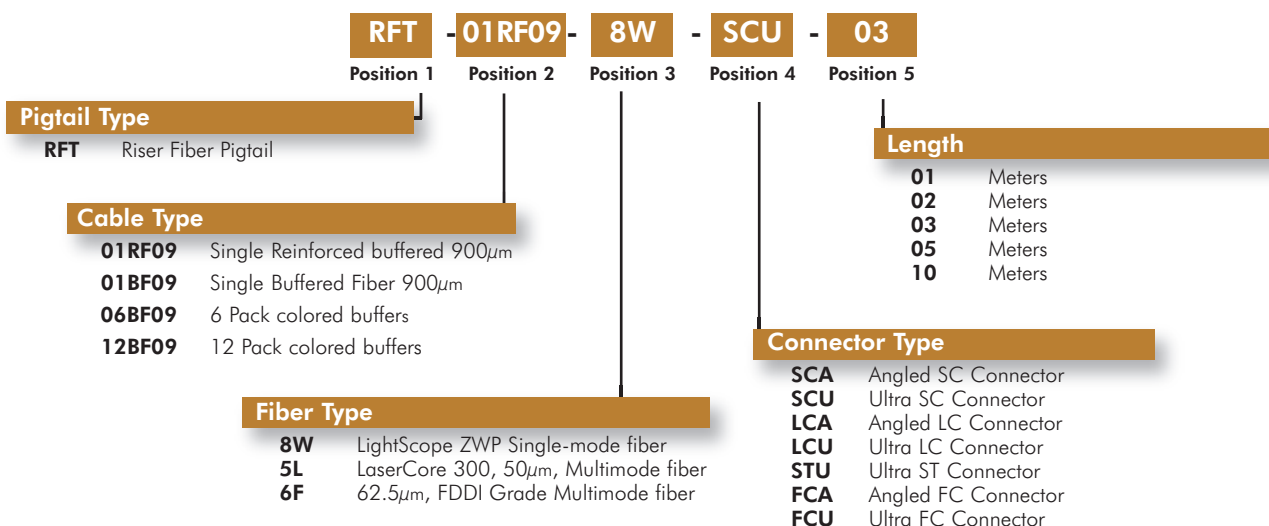 RFT - 01RF09 - 8W - SCU - 03
Position 1 Position 2 Position 3 Position 4 Position 5
Pigtail Type
RFT Riser Fiber Pigtail
Cable Type
01RF09 Single Reinforced buffered 900µm
01BF09 Single Buffered Fiber 900µm
06BF09 6 Pack colored buffers
12BF09 12 Pack colored buffers
Fiber Type
8W LightScope ZWP Single-mode fiber
5L LaserCore 300, 50µm, Multimode fiber
6F 62.5µm, FDDI Grade Multimode fiber
Length
01 Meters
02 Meters
03 Meters
05 Meters
10 Meters
Connector Type
SCA Angled SC Connector
SCU Ultra SC Connector
LCA Angled LC Connector
LCU Ultra LC Connector
STU Ultra ST Connector
FCA Angled FC Connector
FCU Ultra FC Connector